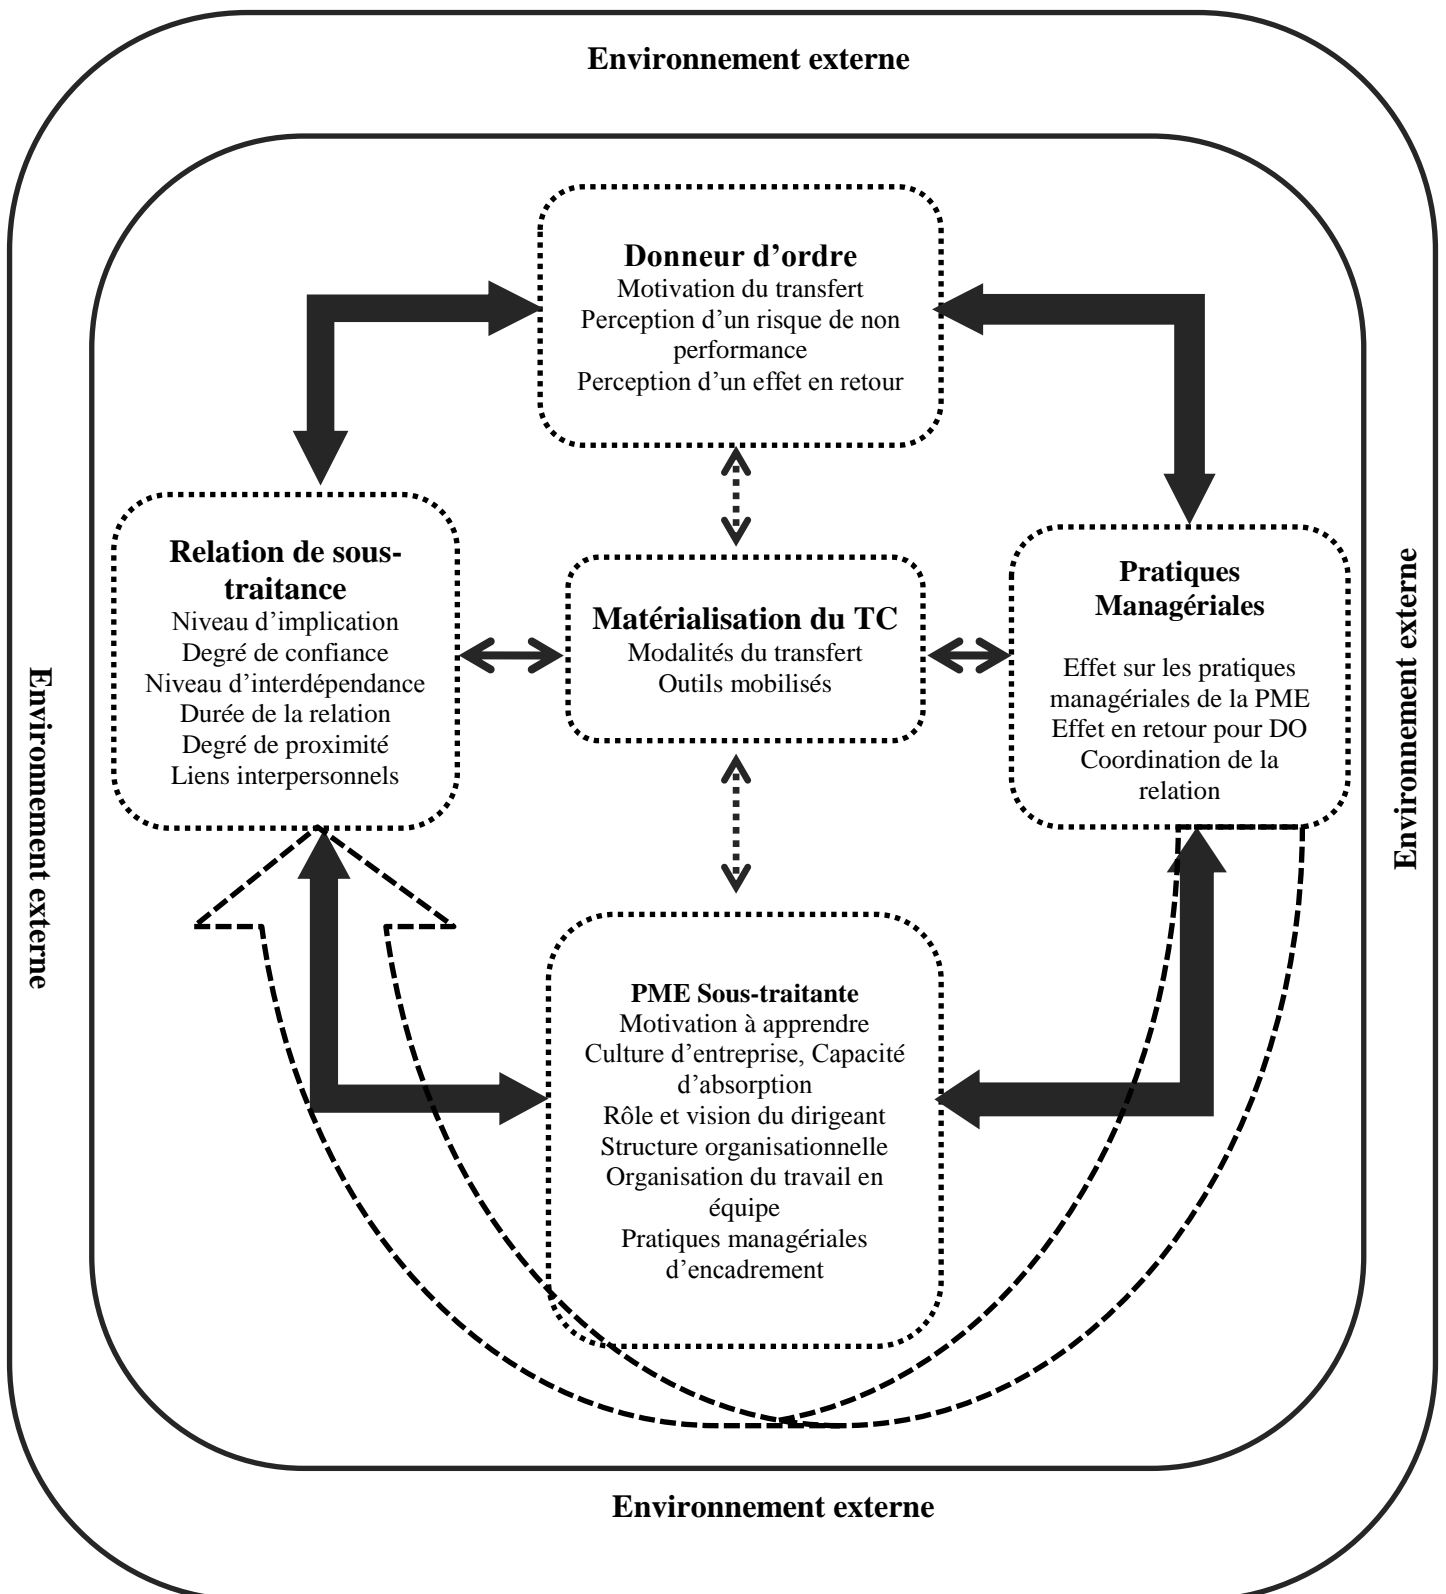 Environnement externe
Donneur d’ordre
Motivation du transfert
Perception d’un risque de non
performance
Perception d’un effet en retour
Relation de sous-
traitance
Niveau d’implication
Degré de confiance
Niveau d’interdépendance
Durée de la relation
Degré de proximité
Liens interpersonnels
Matérialisation du TC
Modalités du transfert
Outils mobilisés
Pratiques
Managériales
Effet sur les pratiques
managériales de la PME
Effet en retour pour DO
Coordination de la
relation
Environnement externe
Environnement externe
PME Sous-traitante
Motivation à apprendre
Culture d’entreprise, Capacité
d’absorption
Rôle et vision du dirigeant
Structure organisationnelle
Organisation du travail en
équipe
Pratiques managériales
d’encadrement
Environnement externe